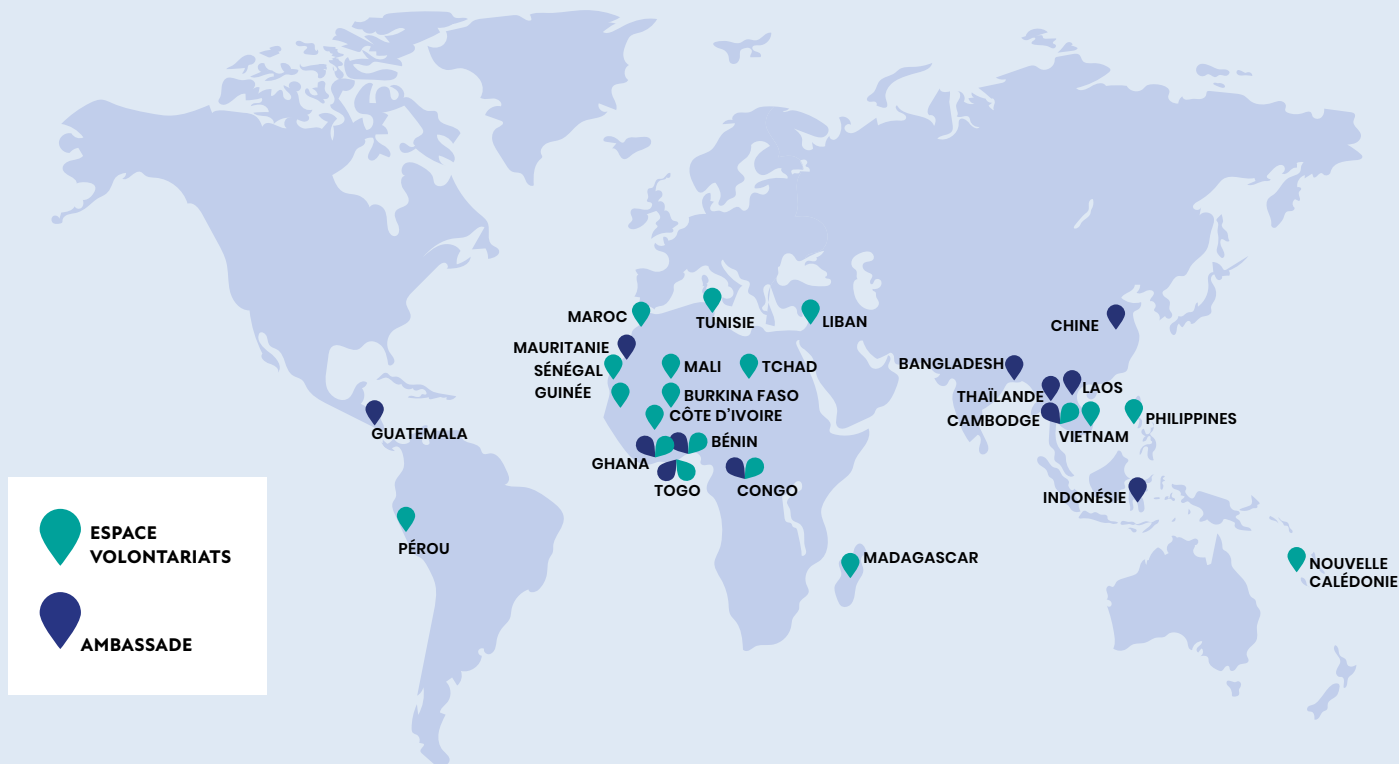 MAROC
TUNISIE
LIBAN
CHINE
MAURITANIE
SÉNÉGAL
MALI
TCHAD
BANGLADESH
GUINÉE
BURKINA FASO
THAÏLANDE
LAOS
CÔTE D'IVOIRE
CAMBODGE
PHILIPPINES
GUATEMALA
BÉNIN
VIETNAM
GHANA
TOGO
CONGO
INDONÉSIE
ESPACE
VOLONTARIATS
PÉROU
MADAGASCAR
NOUVELLE
CALÉDONIE
AMBASSADE